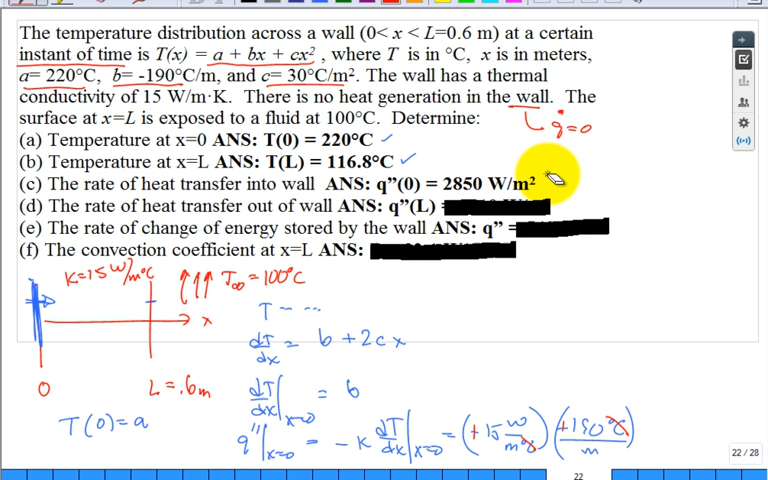 The temperature distribution across a wall (0< x < L=0.6 m) at a certain
instant of time is T(x) = a + bx + cx², where T is in °C, x is in meters,
a= 220°C, b= -190°C/m, and c= 30°C/m². The wall has a thermal
conductivity of 15 W/m·K. There is no heat generation in the wall. The
surface at x=L is exposed to a fluid at 100°C. Determine:
q̇=0
(a) Temperature at x=0 ANS: T(0) = 220°C ✓
(b) Temperature at x=L ANS: T(L) = 116.8°C ✓
(c) The rate of heat transfer into wall ANS: q”(0) = 2850 W/m²
(d) The rate of heat transfer out of wall ANS: q”(L) =
(e) The rate of change of energy stored by the wall ANS: q” =
(f) The convection coefficient at x=L ANS:
K=15 W/m°C
T∞ = 100°C
x
0
L = .6m
T(0) = a
T = ...
dT/dx = b + 2cx
dT/dx|x=0 = b
q"|x=0 = -K dT/dx|x=0 = (+15 W/m°C) (+190°C/m)
22 / 28
22